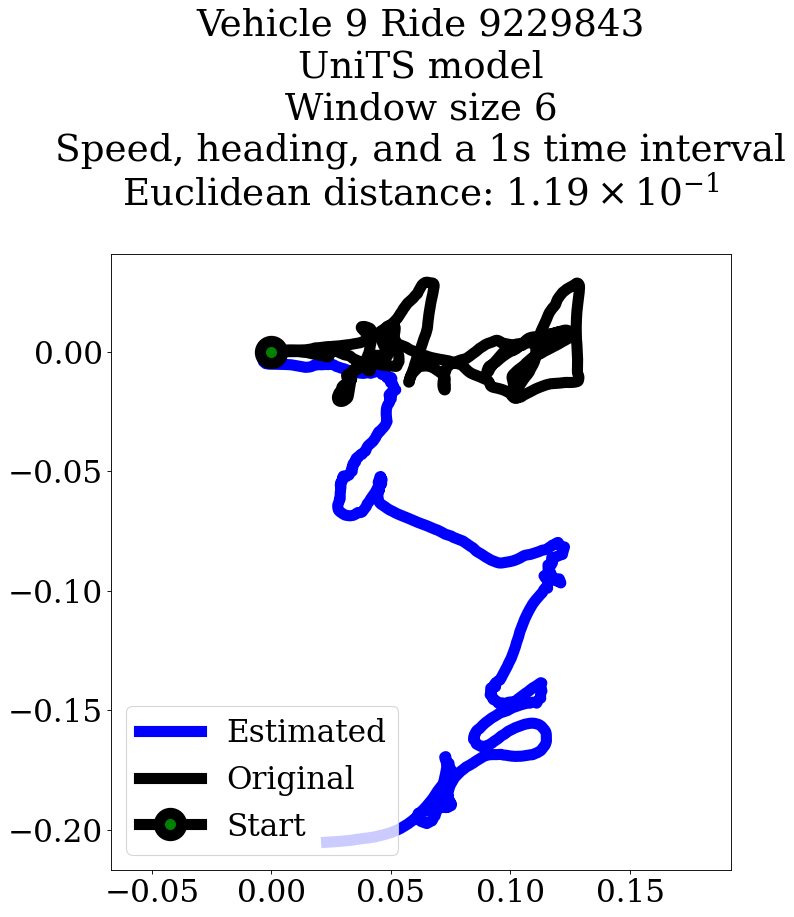 Vehicle 9 Ride 9229843
UniTS model
Window size 6
Speed, heading, and a 1s time interval
Euclidean distance: 1.19 × 10⁻¹
0.00
−0.05
−0.10
−0.15
−0.20
Estimated
Original
Start
−0.05 0.00 0.05 0.10 0.15